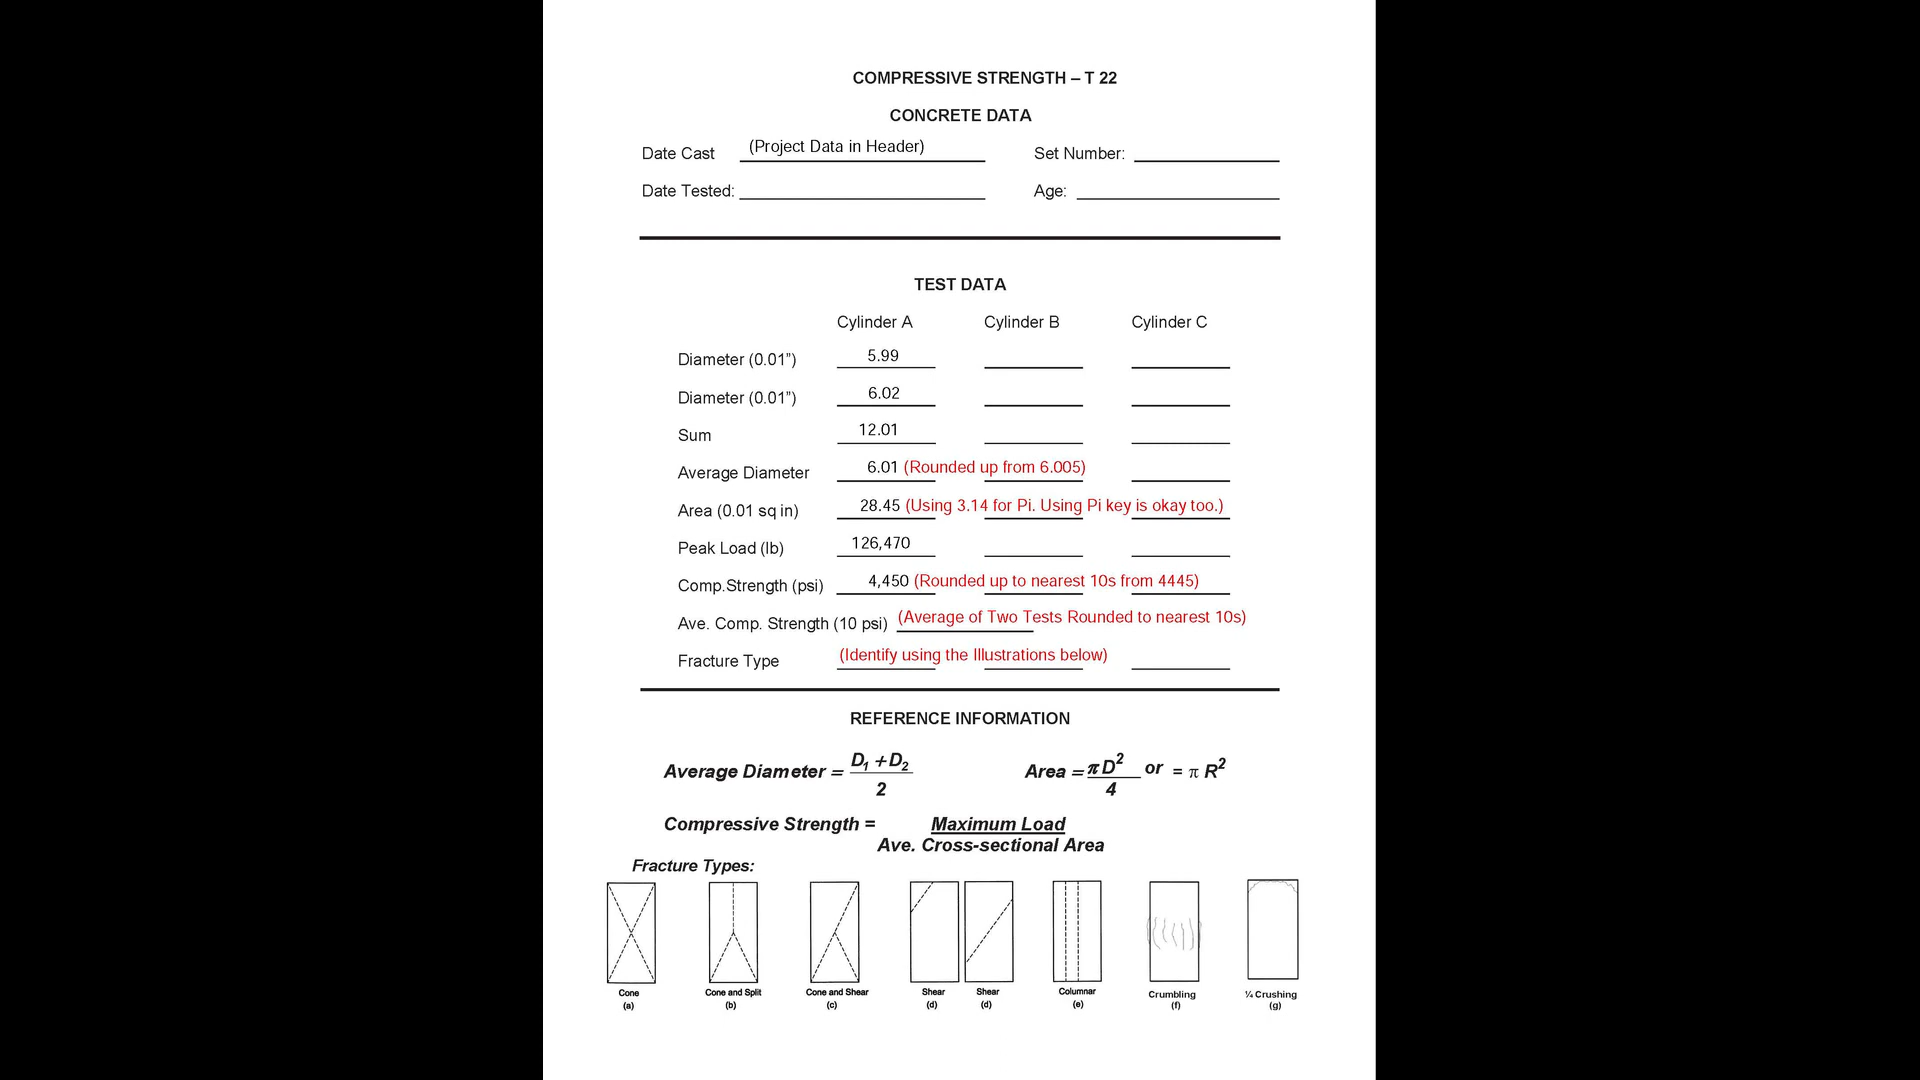 COMPRESSIVE STRENGTH – T 22
CONCRETE DATA
Date Cast (Project Data in Header) Set Number:
Date Tested: Age:
TEST DATA
Cylinder A Cylinder B Cylinder C
Diameter (0.01”) 5.99
Diameter (0.01”) 6.02
Sum 12.01
Average Diameter 6.01 (Rounded up from 6.005)
Area (0.01 sq in) 28.45 (Using 3.14 for Pi. Using Pi key is okay too.)
Peak Load (lb) 126,470
Comp.Strength (psi) 4,450 (Rounded up to nearest 10s from 4445)
Ave. Comp. Strength (10 psi) (Average of Two Tests Rounded to nearest 10s)
Fracture Type (Identify using the Illustrations below)
REFERENCE INFORMATION
Average Diameter = D₁ + D₂ / 2 Area = π D² / 4 or = π R²
Compressive Strength = Maximum Load
Ave. Cross-sectional Area
Fracture Types:
Cone Cone and Split Cone and Shear Shear Shear Columnar Crumbling ¼ Crushing
(a) (b) (c) (d) (d) (e) (f) (g)